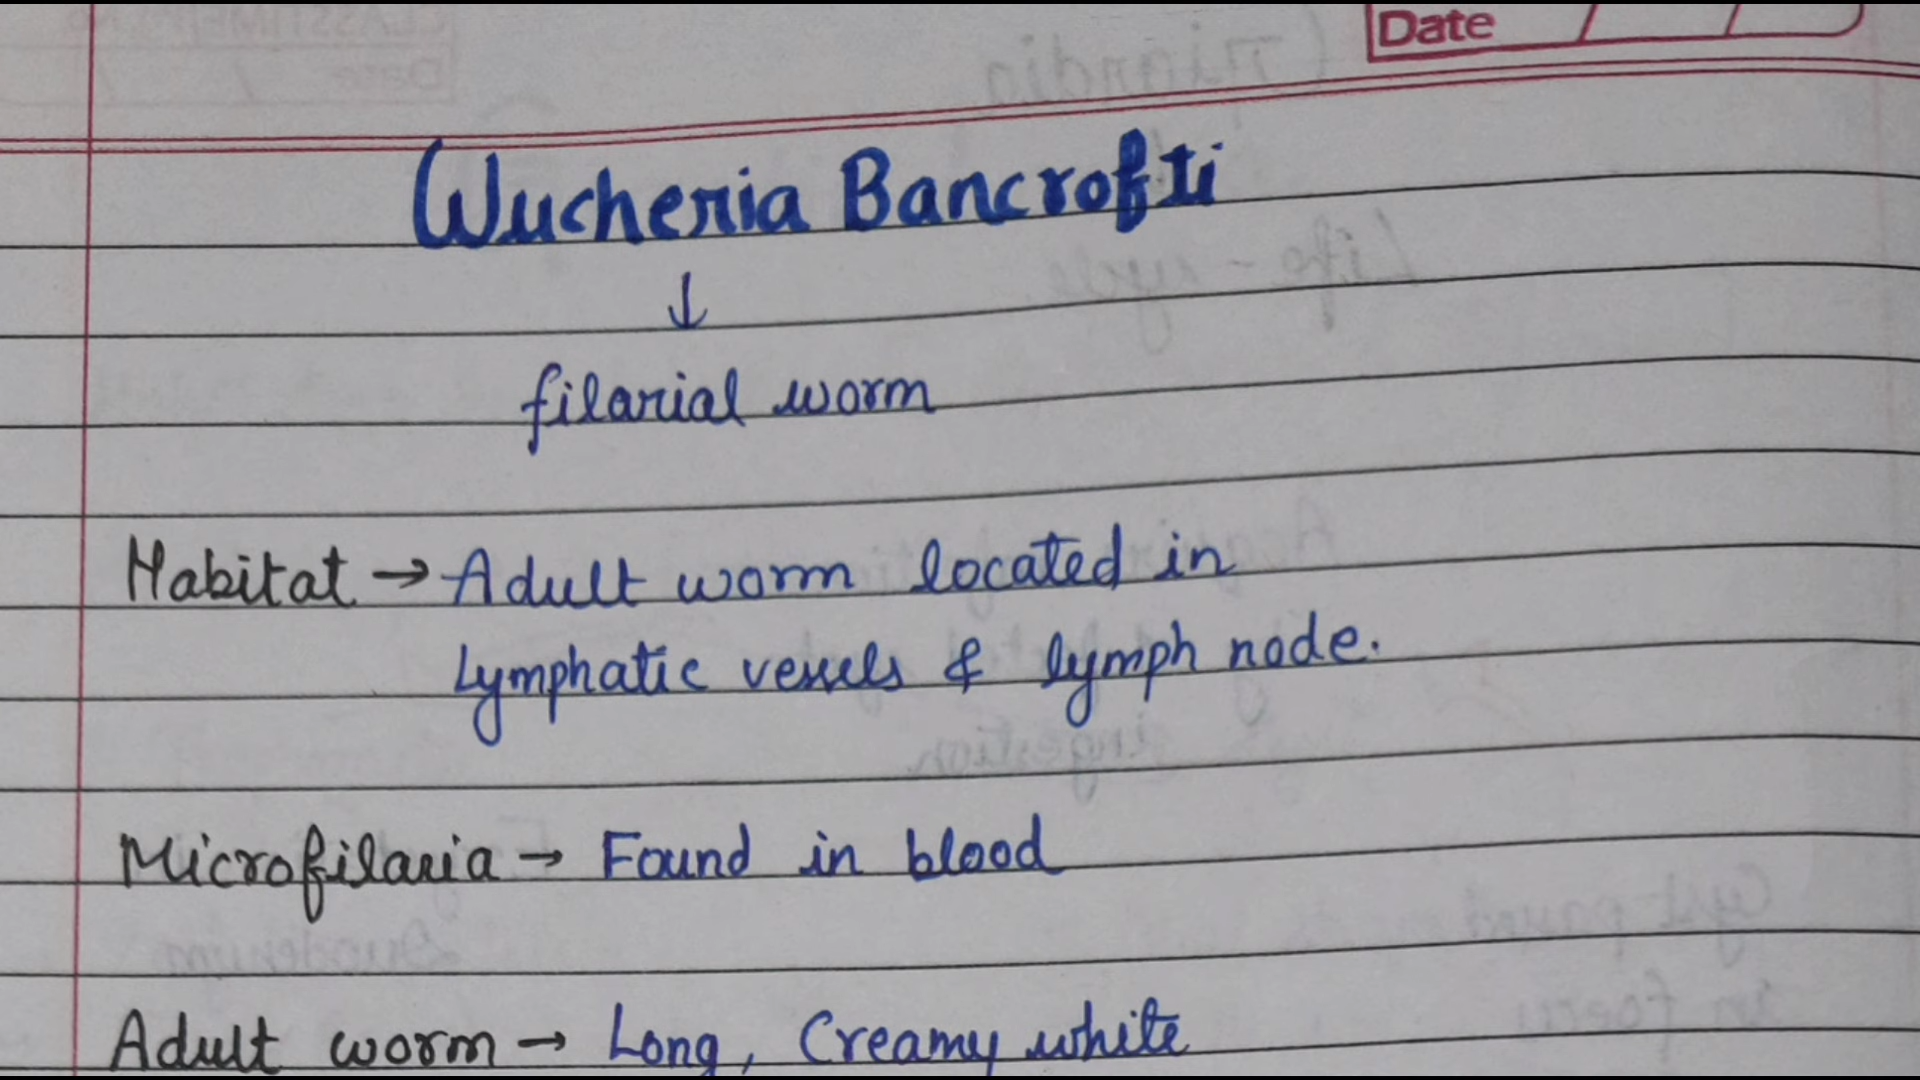 Date / /
Wucheria Bancrofti
↓
filarial worm
Habitat → Adult worm located in
Lymphatic vessels & lymph node.
Microfilaria → Found in blood
Adult worm → Long, Creamy white